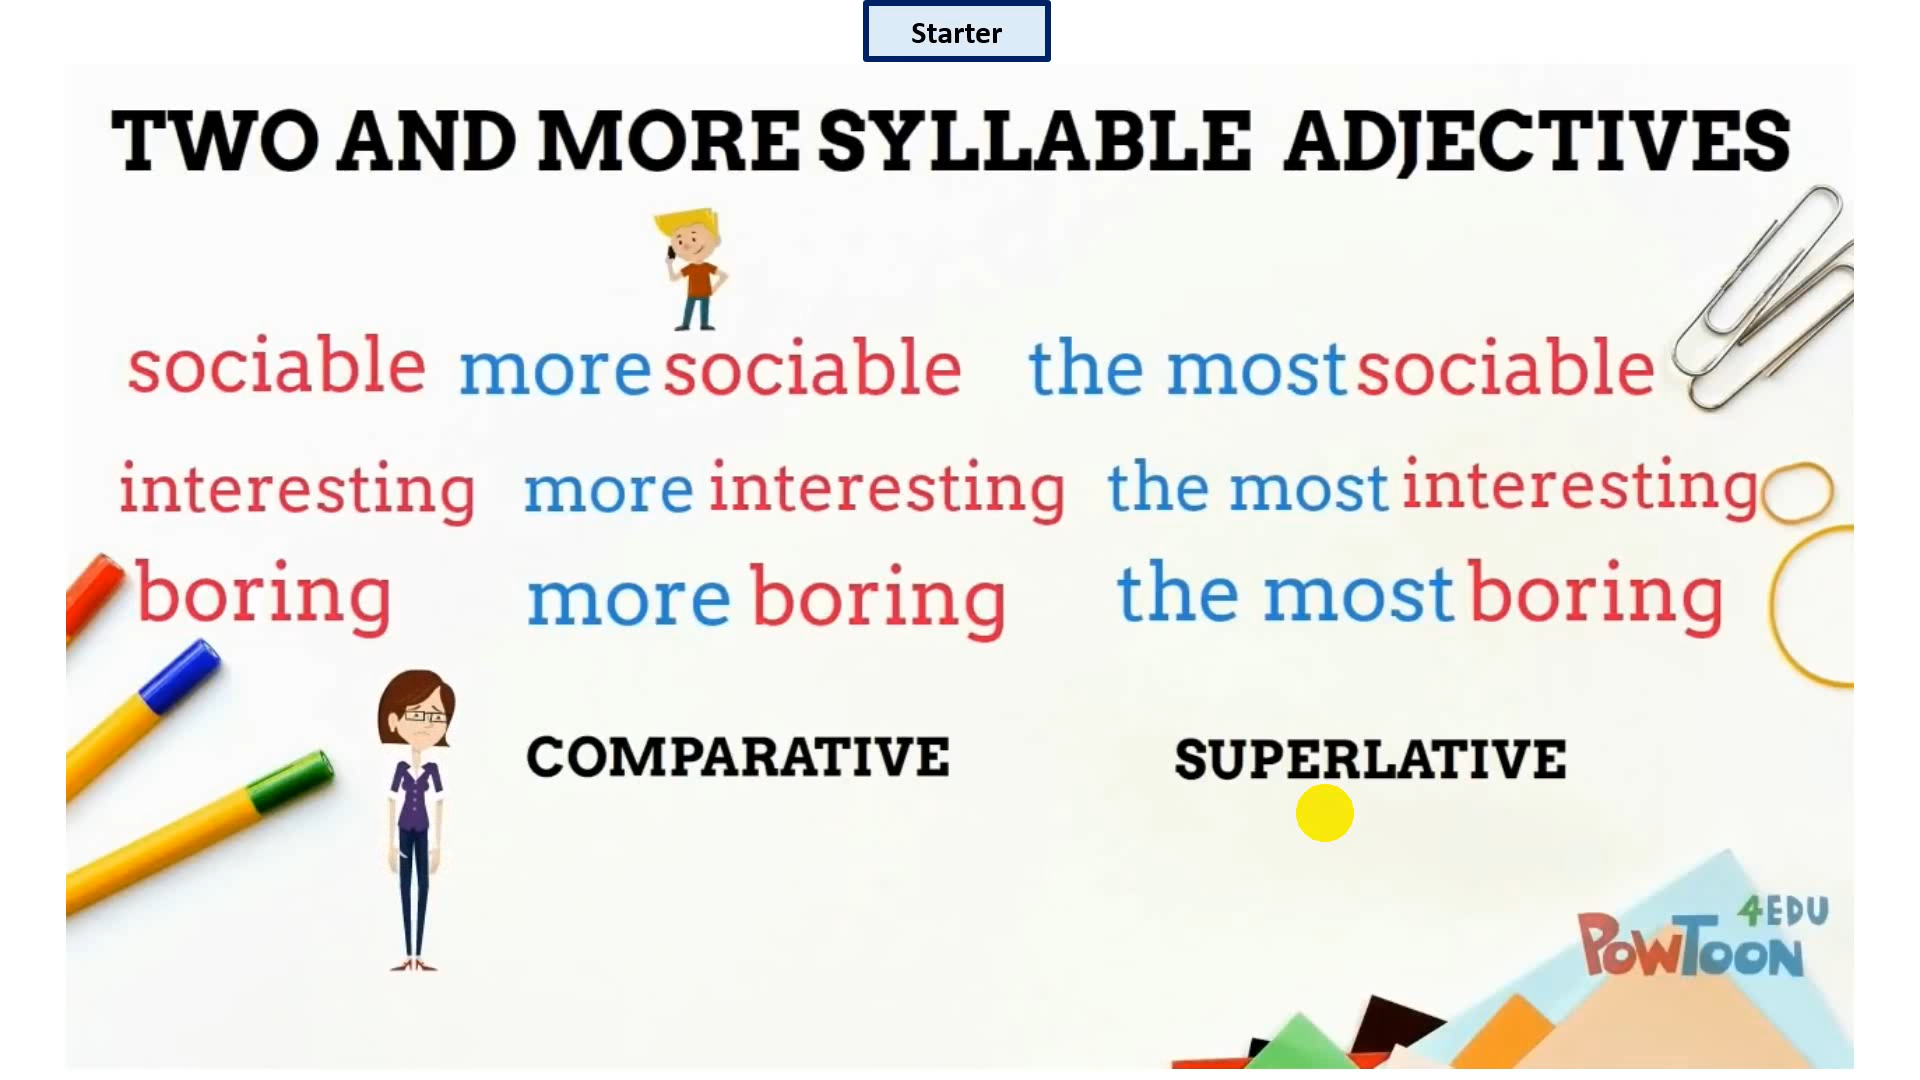 Starter
TWO AND MORE SYLLABLE ADJECTIVES
sociable more sociable the most sociable
interesting more interesting the most interesting
boring more boring the most boring
COMPARATIVE SUPERLATIVE
4EDU
POWTOON